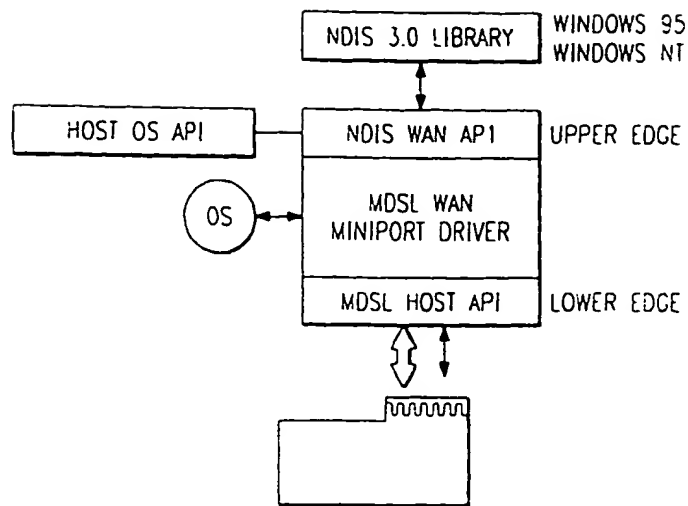 NDIS 3.0 LIBRARY
WINDOWS 95
WINDOWS NT
HOST OS API
NDIS WAN AP1
UPPER EDGE
OS
MDSL WAN
MINIPORT DRIVER
MDSL HOST API
LOWER EDGE